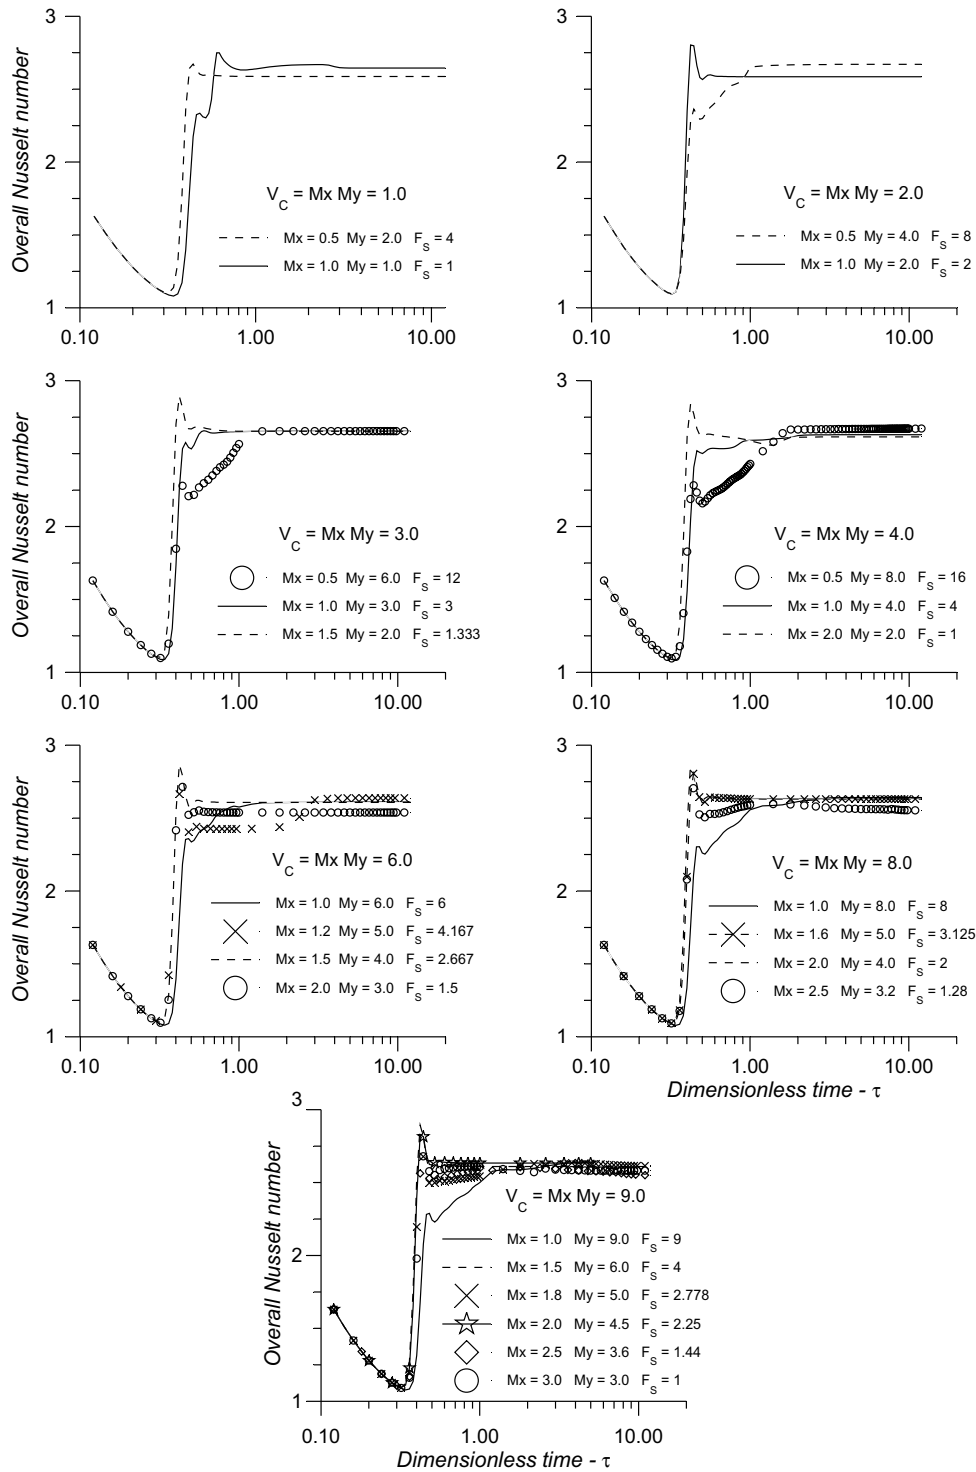 3
3
2
2
1
1
Overall Nusselt number
V_C = Mx My = 1.0
Mx = 0.5 My = 2.0 F_S = 4
Mx = 1.0 My = 1.0 F_S = 1
0.10 1.00 10.00
V_C = Mx My = 2.0
Mx = 0.5 My = 4.0 F_S = 8
Mx = 1.0 My = 2.0 F_S = 2
0.10 1.00 10.00
3
3
2
2
1
1
Overall Nusselt number
V_C = Mx My = 3.0
Mx = 0.5 My = 6.0 F_S = 12
Mx = 1.0 My = 3.0 F_S = 3
Mx = 1.5 My = 2.0 F_S = 1.333
0.10 1.00 10.00
V_C = Mx My = 4.0
Mx = 0.5 My = 8.0 F_S = 16
Mx = 1.0 My = 4.0 F_S = 4
Mx = 2.0 My = 2.0 F_S = 1
0.10 1.00 10.00
3
3
2
2
1
1
Overall Nusselt number
V_C = Mx My = 6.0
Mx = 1.0 My = 6.0 F_S = 6
Mx = 1.2 My = 5.0 F_S = 4.167
Mx = 1.5 My = 4.0 F_S = 2.667
Mx = 2.0 My = 3.0 F_S = 1.5
0.10 1.00 10.00
V_C = Mx My = 8.0
Mx = 1.0 My = 8.0 F_S = 8
Mx = 1.6 My = 5.0 F_S = 3.125
Mx = 2.0 My = 4.0 F_S = 2
Mx = 2.5 My = 3.2 F_S = 1.28
0.10 1.00 10.00
Dimensionless time - τ
3
2
1
Overall Nusselt number
V_C = Mx My = 9.0
Mx = 1.0 My = 9.0 F_S = 9
Mx = 1.5 My = 6.0 F_S = 4
Mx = 1.8 My = 5.0 F_S = 2.778
Mx = 2.0 My = 4.5 F_S = 2.25
Mx = 2.5 My = 3.6 F_S = 1.44
Mx = 3.0 My = 3.0 F_S = 1
0.10 1.00 10.00
Dimensionless time - τ